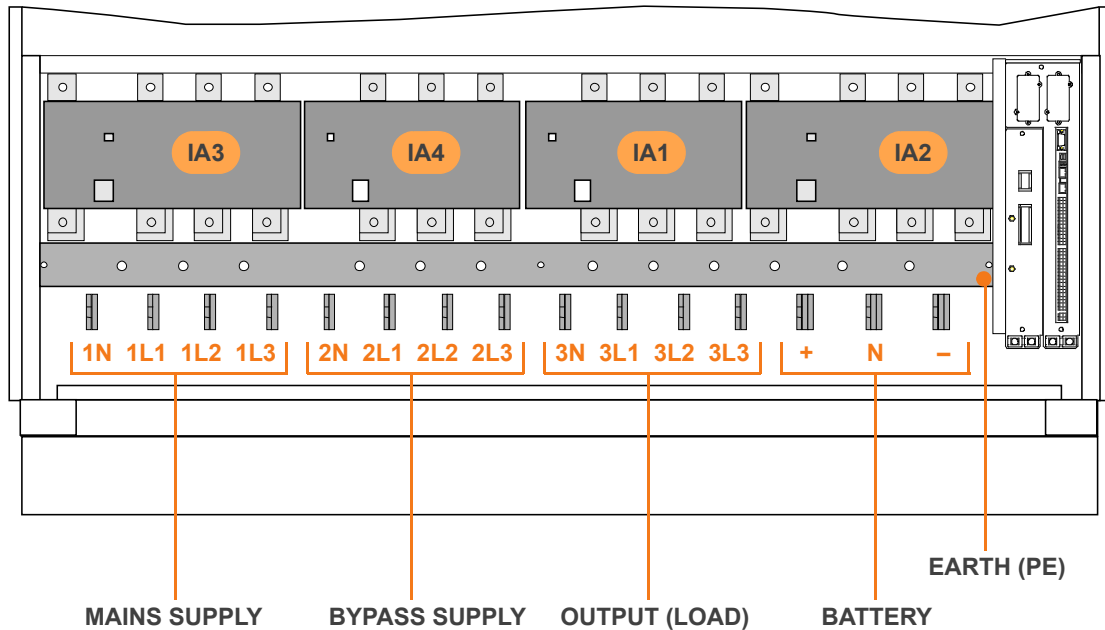 IA3 IA4 IA1 IA2
1N 1L1 1L2 1L3 2N 2L1 2L2 2L3 3N 3L1 3L2 3L3 + N –
EARTH (PE)
MAINS SUPPLY BYPASS SUPPLY OUTPUT (LOAD) BATTERY